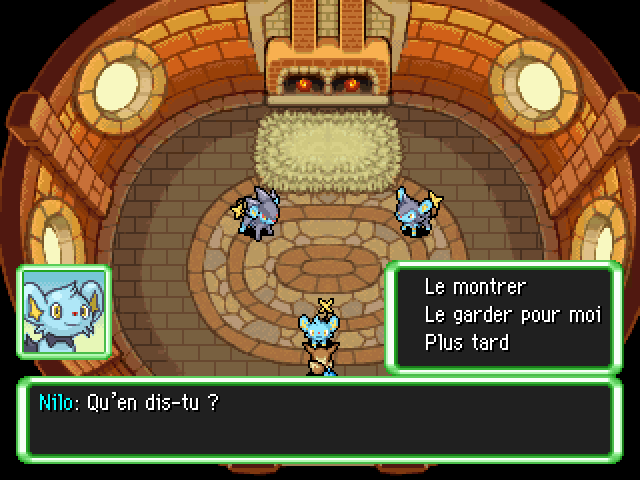 Le montrer
Le garder pour moi
Plus tard
Nilo: Qu'en dis-tu ?